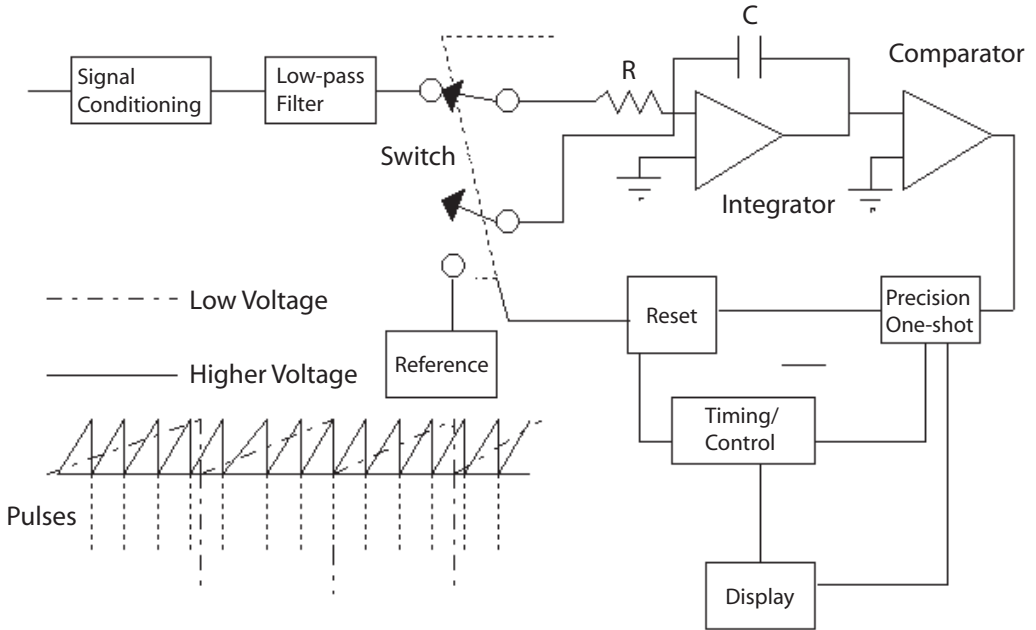 C
Comparator
Signal
Conditioning
Low-pass
Filter
R
Switch
Integrator
Low Voltage
Reset
Precision
One-shot
Reference
Higher Voltage
Timing/
Control
Pulses
Display